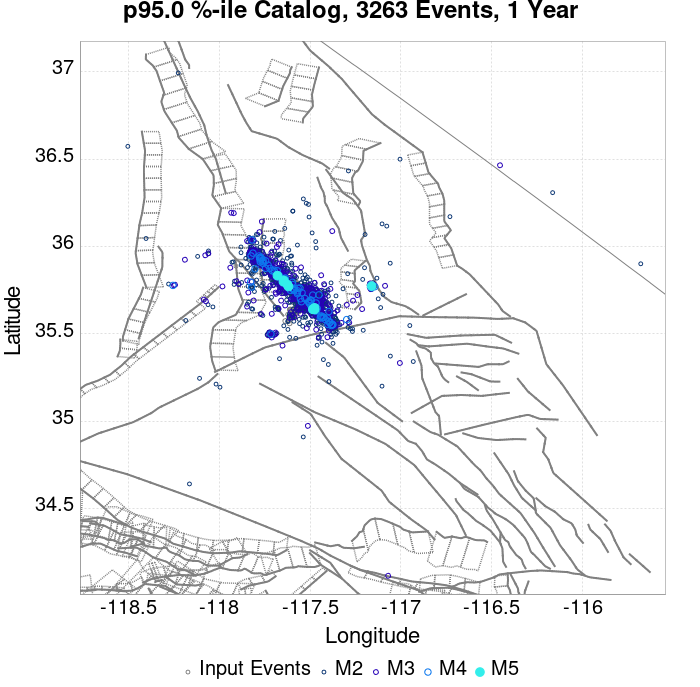 p95.0 %-ile Catalog, 3263 Events, 1 Year
37
36.5
36
35.5
35
34.5
Latitude
-118.5 -118 -117.5 -117 -116.5 -116
Longitude
Input Events M2 M3 M4 M5